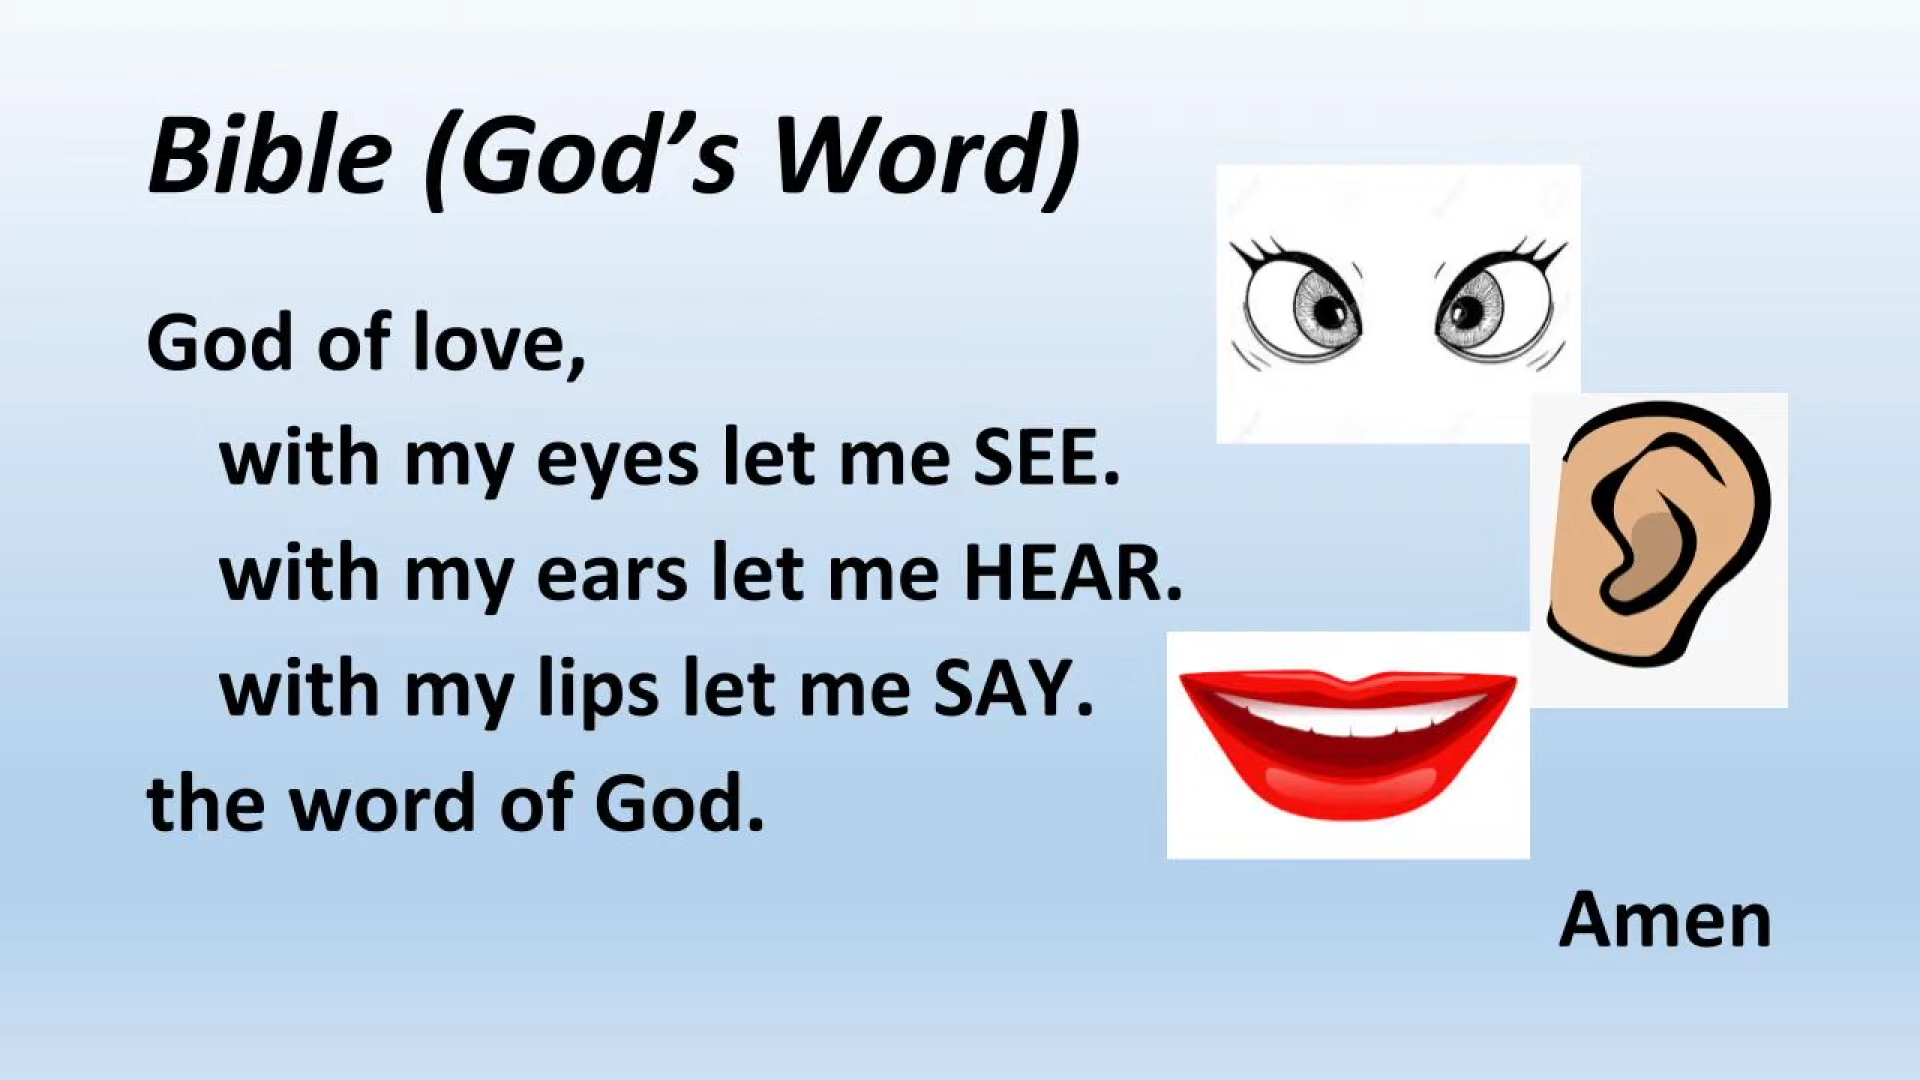 Bible (God’s Word)
God of love,
with my eyes let me SEE.
with my ears let me HEAR.
with my lips let me SAY.
the word of God.
Amen